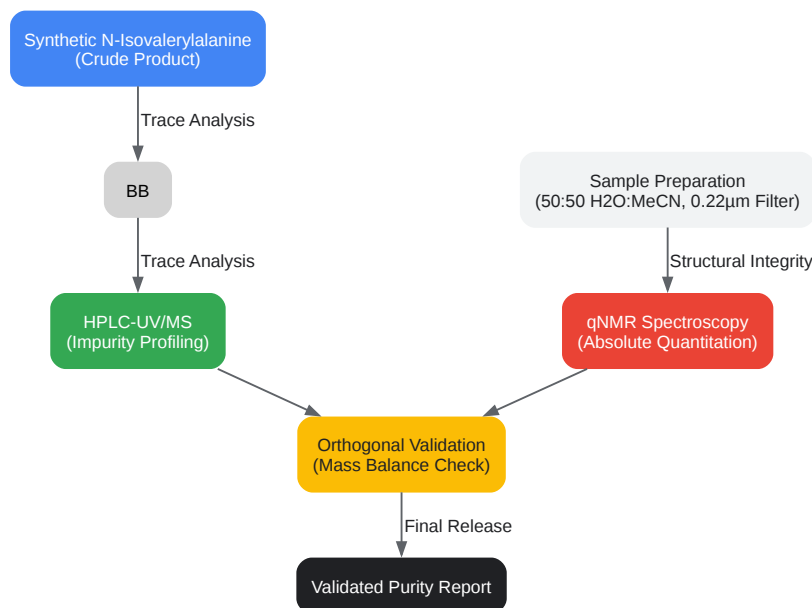 Synthetic N-Isovalerylalanine
(Crude Product)
Trace Analysis
BB
Sample Preparation
(50:50 H2O:MeCN, 0.22µm Filter)
Trace Analysis
Structural Integrity
HPLC-UV/MS
(Impurity Profiling)
qNMR Spectroscopy
(Absolute Quantitation)
Orthogonal Validation
(Mass Balance Check)
Final Release
Validated Purity Report